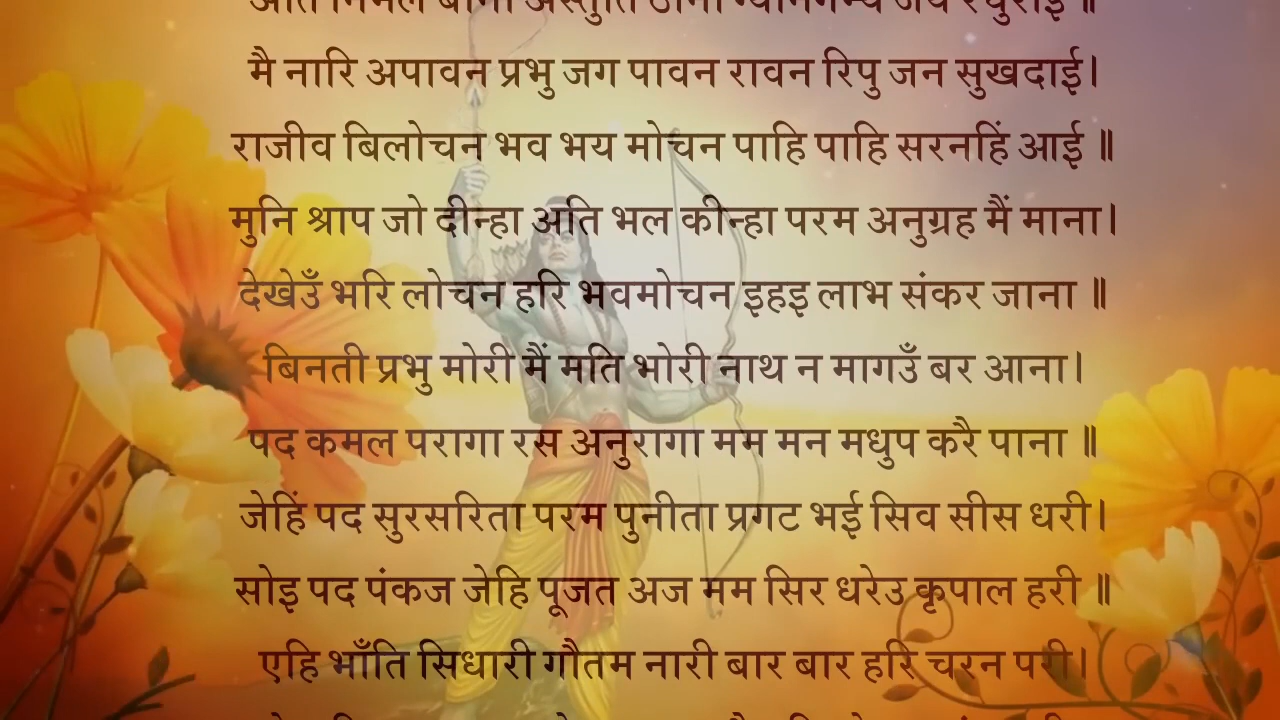 मै नारि अपावन प्रभु जग पावन रावन रिपु जन सुखदाई।
राजीव बिलोचन भव भय मोचन पाहि पाहि सरनहिं आई ॥
मुनि श्राप जो दीन्हा अति भल कीन्हा परम अनुग्रह मैं माना।
देखेउँ भरि लोचन हरि भवमोचन इहइ लाभ संकर जाना ॥
बिनती प्रभु मोरी मैं मति भोरी नाथ न मागउँ बर आना।
पद कमल परागा रस अनुरागा मम मन मधुप करै पाना ॥
जेहिं पद सुरसरिता परम पुनीता प्रगट भई सिव सीस धरी।
सोइ पद पंकज जेहि पूजत अज मम सिर धरेउ कृपाल हरी ॥
एहि भाँति सिधारी गौतम नारी बार बार हरि चरन परी।